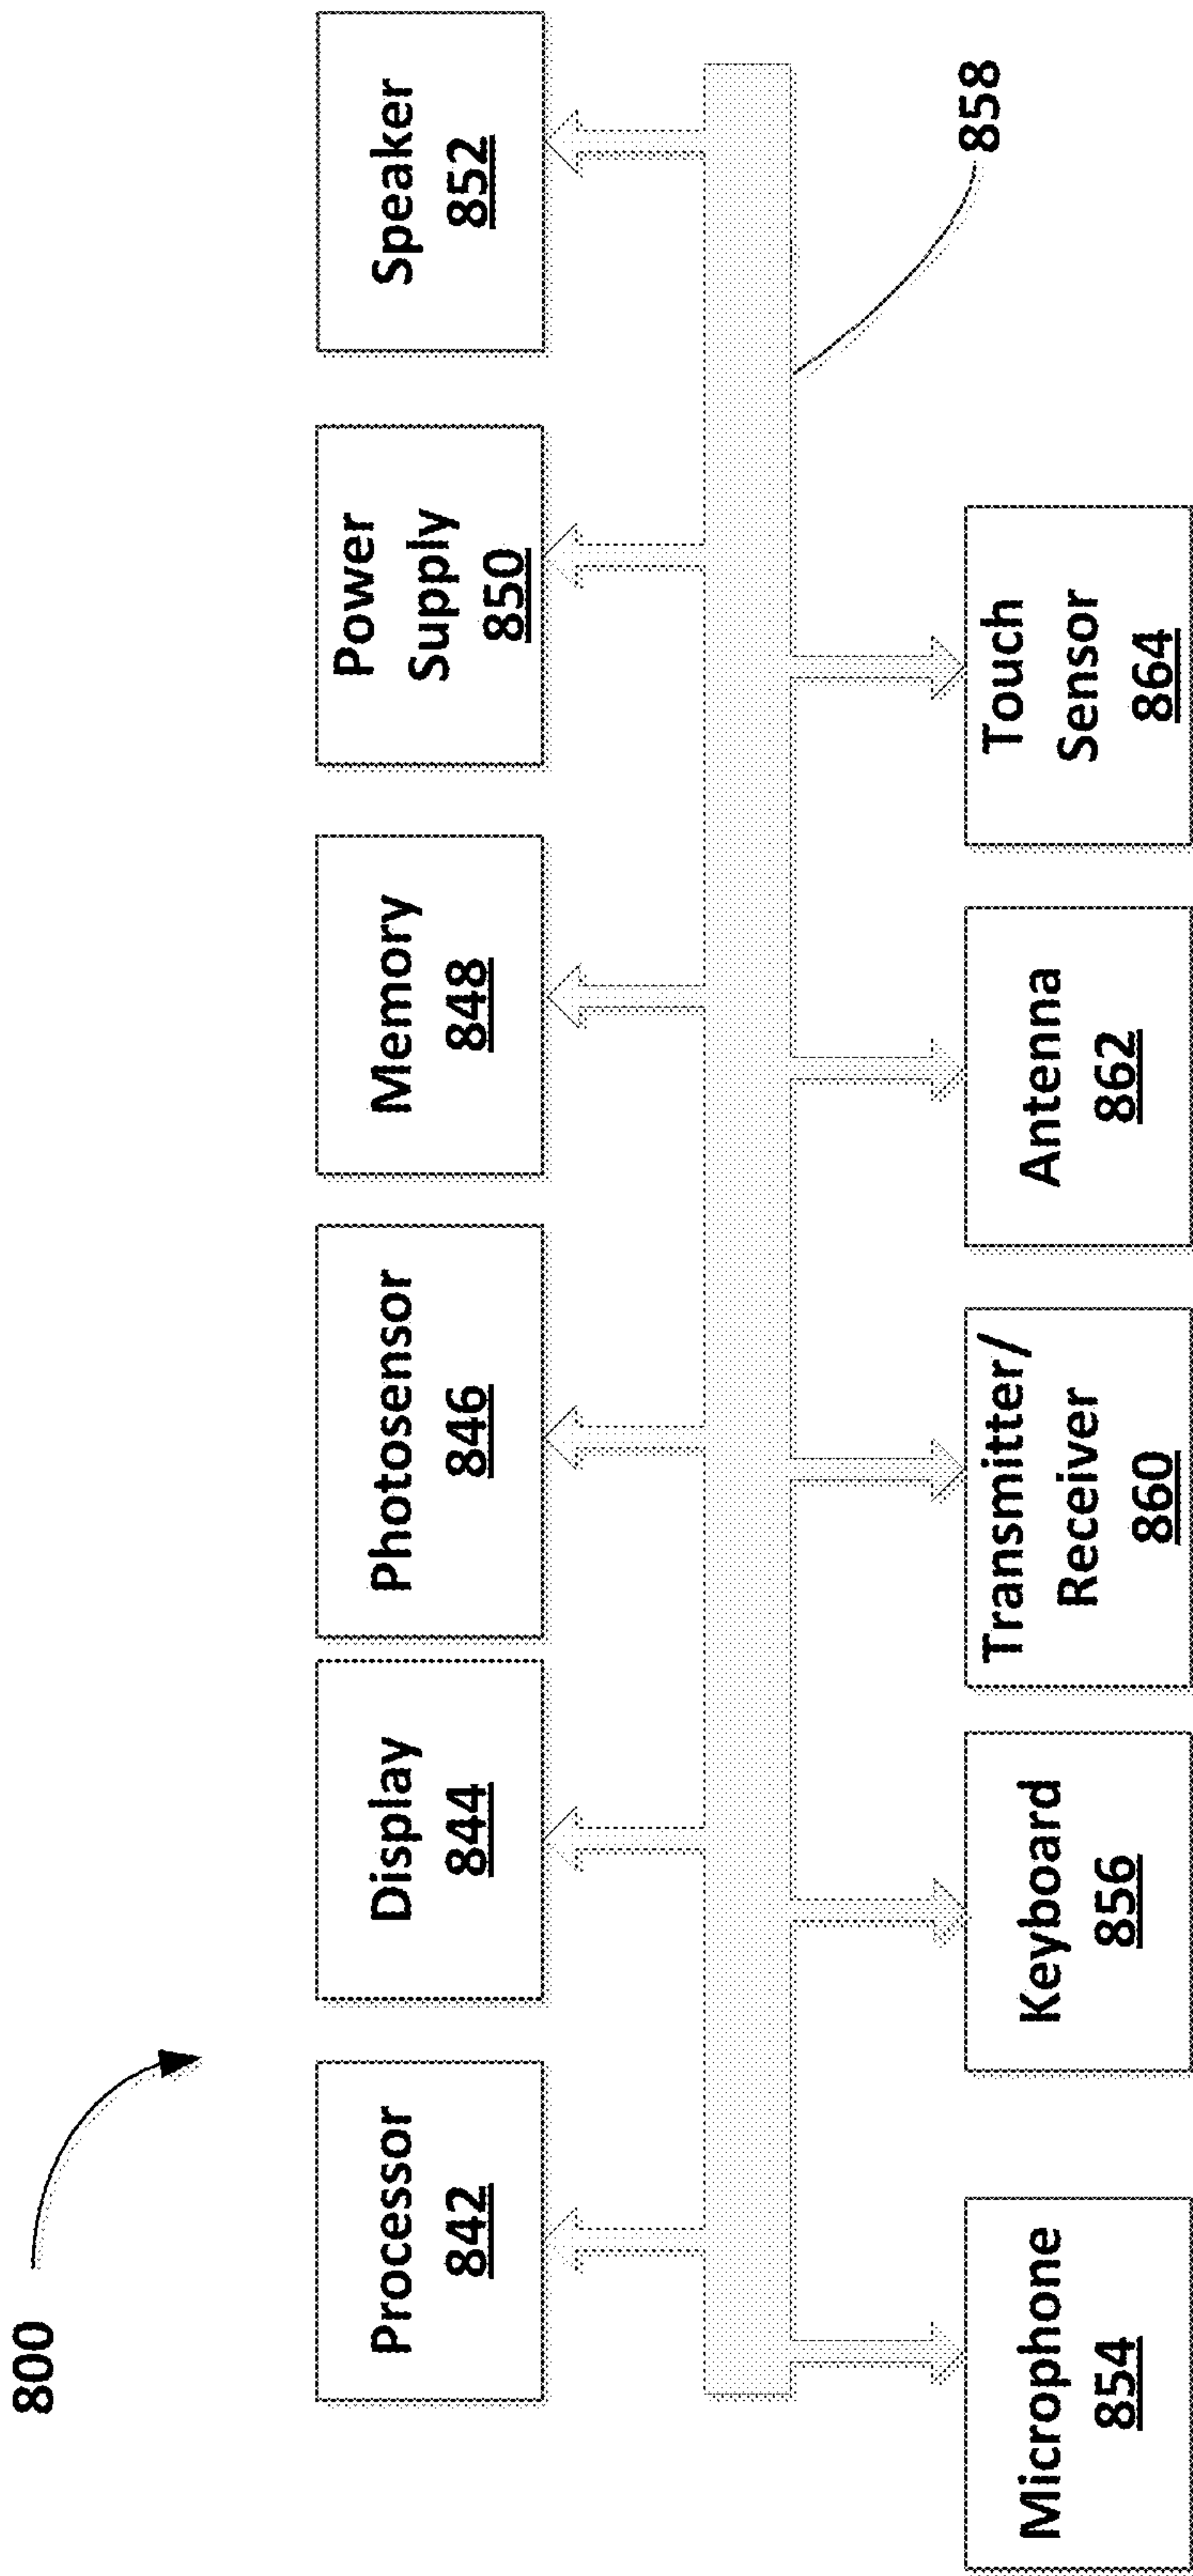 800
Processor
842
Display
844
Photosensor
846
Memory
848
Power
Supply
850
Speaker
852
858
Microphone
854
Keyboard
856
Transmitter/
Receiver
860
Antenna
862
Touch
Sensor
864